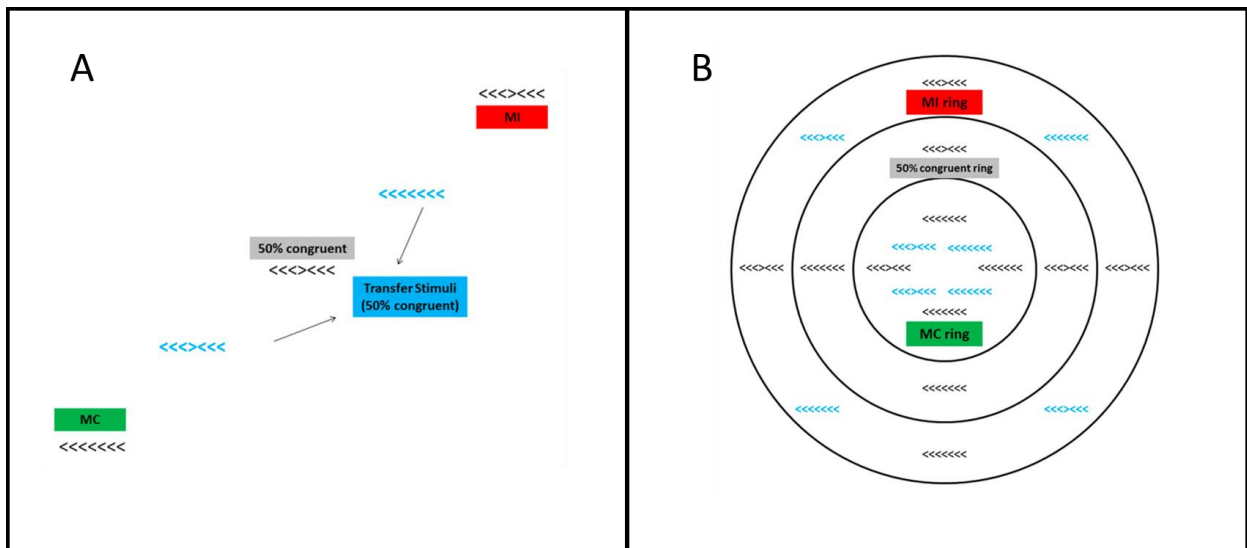 A
<<<><<<
MI
<<<<<<<
50% congruent
<<<><<<
Transfer Stimuli
(50% congruent)
<<<><<<
MC
<<<<<<<
B
<<<><<<
MI ring
<<<><<< <<<<<<<
<<<><<<
50% congruent ring
<<<<<<<
<<<><<< <<<<<<<
<<<><<< <<<<<<< <<<><<< <<<<<<< <<<><<< <<<><<<
<<<><<< <<<<<<<
<<<<<<<
MC ring
<<<<<<<
<<<<<<< <<<><<<
<<<<<<<